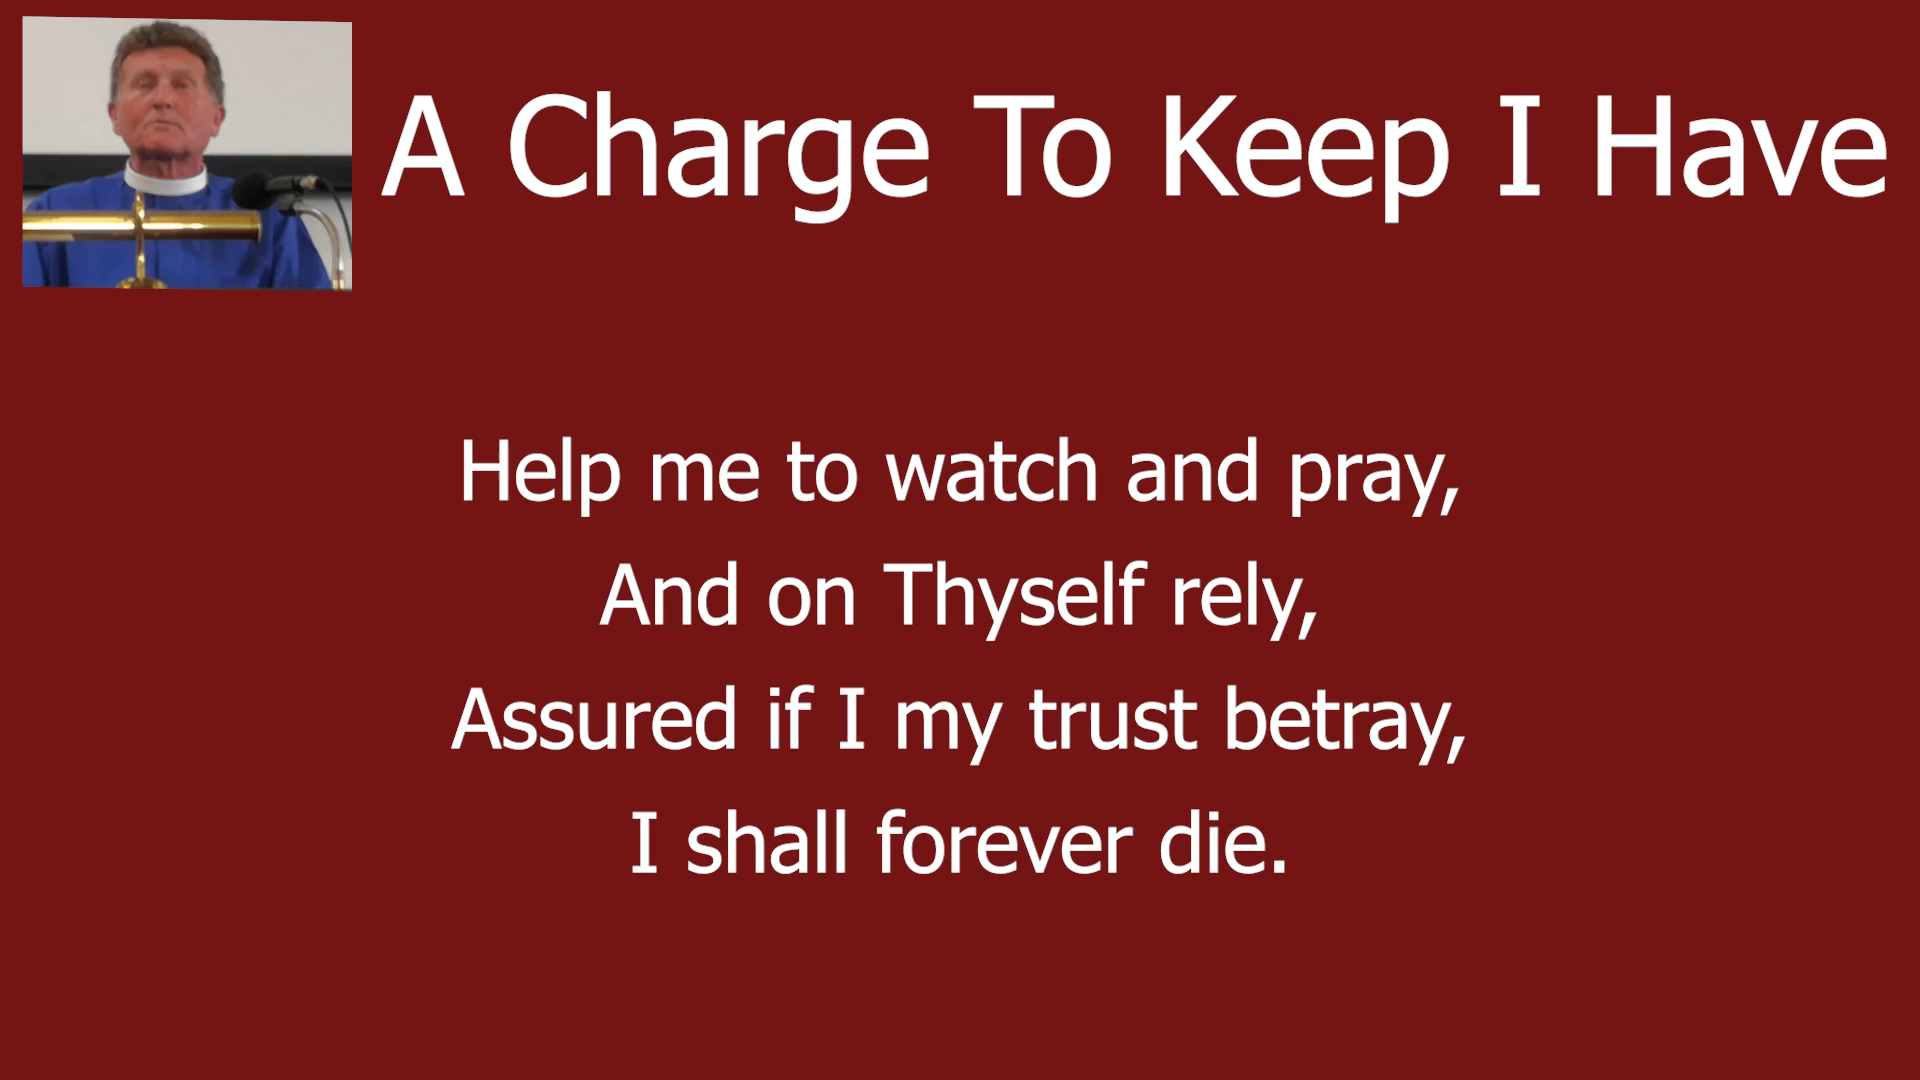 A Charge To Keep I Have
Help me to watch and pray,
And on Thyself rely,
Assured if I my trust betray,
I shall forever die.